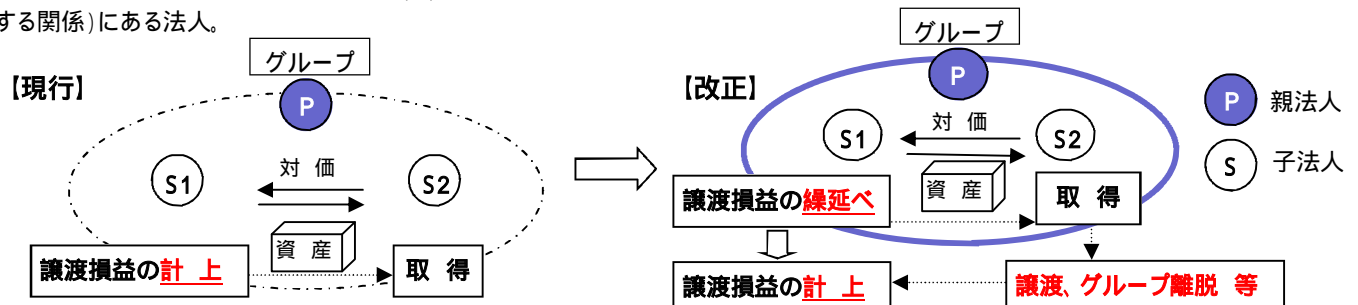 する関係)にある法人。
グループ
【現行】
P
S1
対 価
S2
資 産
譲渡損益の計 上
取 得
グループ
【改正】
P
S1
対 価
S2
資 産
譲渡損益の繰延べ
取 得
譲渡損益の計 上
譲渡、グループ離脱 等
P 親法人
S 子法人